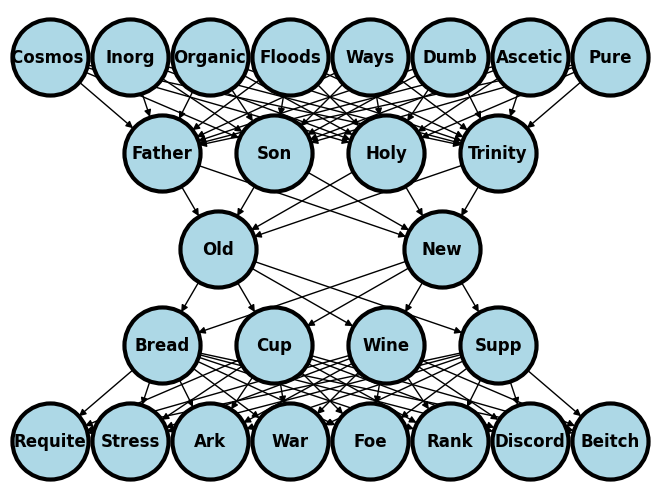 Cosmos Inorg Organic Floods Ways Dumb Ascetic Pure
Father Son Holy Trinity
Old New
Bread Cup Wine Supp
Requite Stress Ark War Foe Rank Discord Beitch